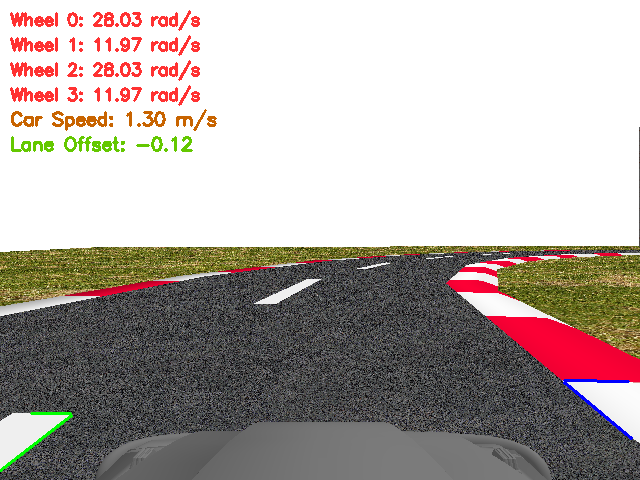 Wheel 0: 28.03 rad/s
Wheel 1: 11.97 rad/s
Wheel 2: 28.03 rad/s
Wheel 3: 11.97 rad/s
Car Speed: 1.30 m/s
Lane Offset: -0.12